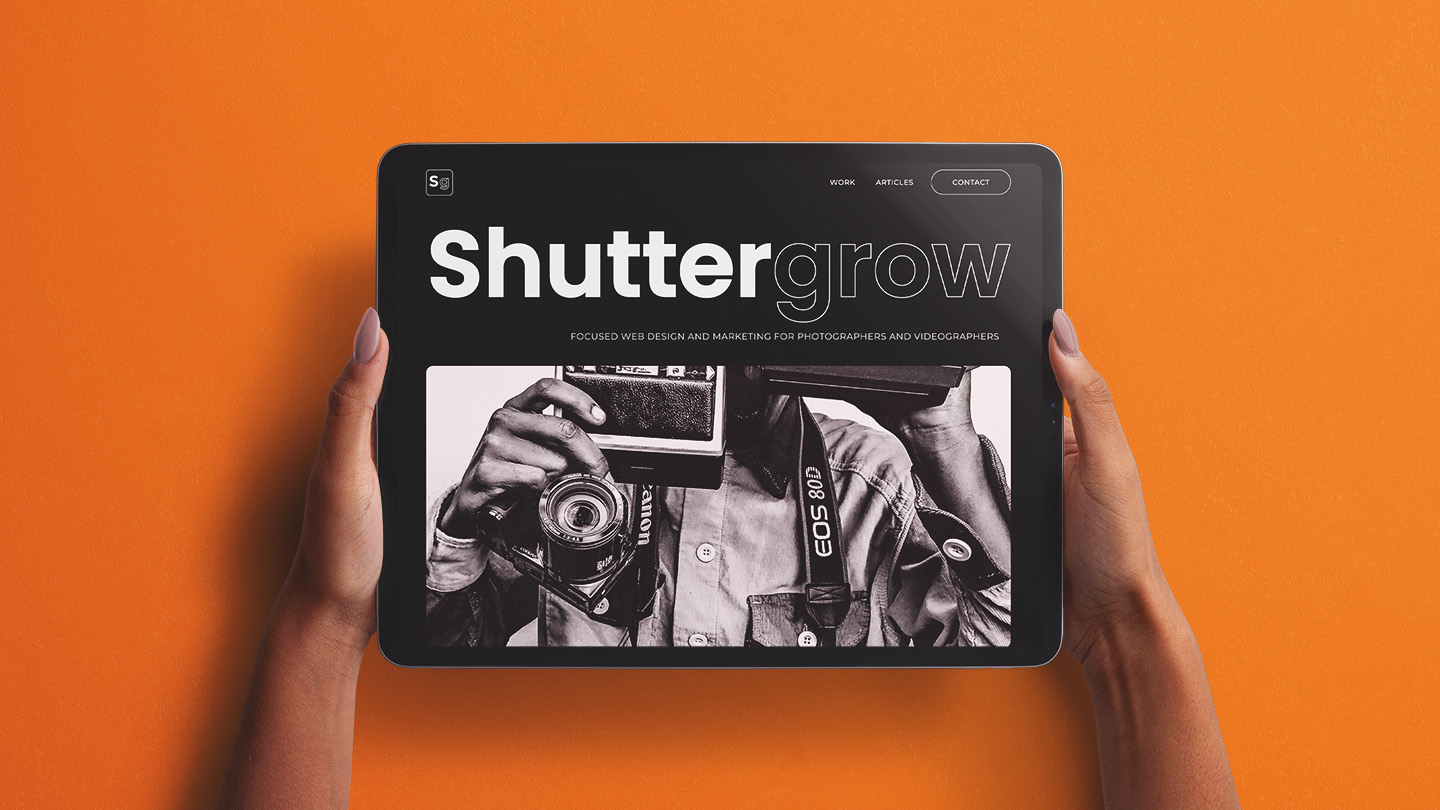 Sg
WORK ARTICLES CONTACT
Shuttergrow
FOCUSED WEB DESIGN AND MARKETING FOR PHOTOGRAPHERS AND VIDEOGRAPHERS
Canon
EOS 80D